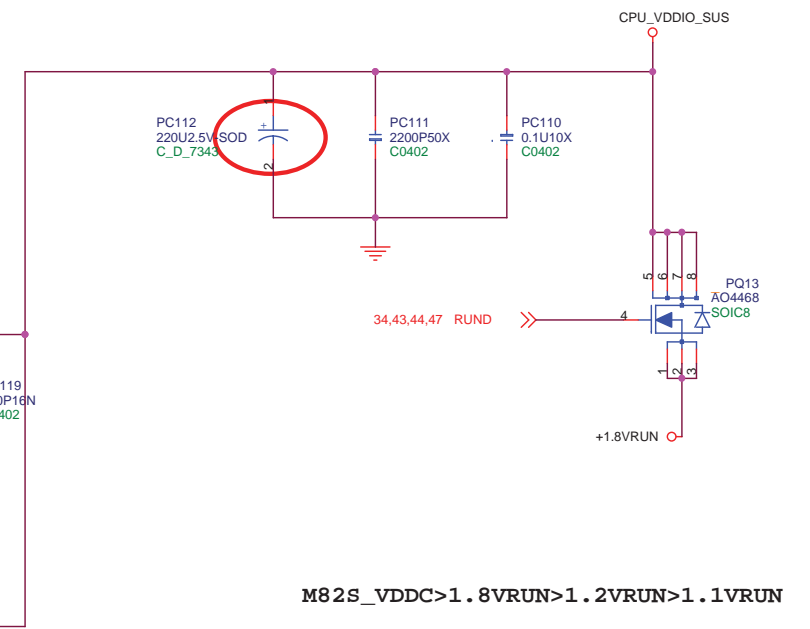 CPU_VDDIO_SUS
PC112
220U2.5V-SOD
C_D_7343
1
+
2
PC111
2200P50X
C0402
PC110
0.1U10X
C0402
5
6
7
8
PQ13
AO4468
SOIC8
34,43,44,47 RUND
4
1
2
3
119
0P16N
402
+1.8VRUN
M82S_VDDC>1.8VRUN>1.2VRUN>1.1VRUN